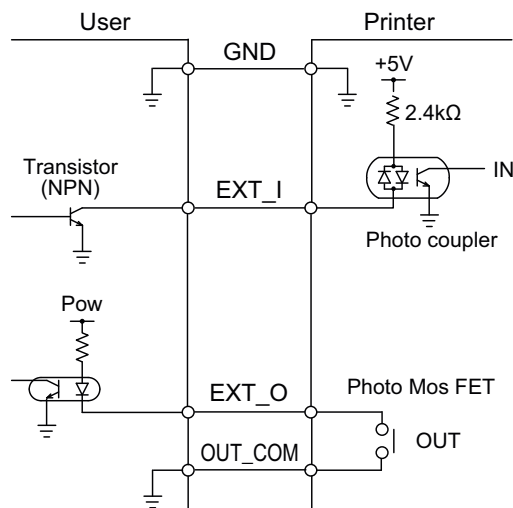 User
Printer
GND
+5V
2.4kΩ
Transistor
(NPN)
EXT_I
IN
Photo coupler
Pow
EXT_O
Photo Mos FET
OUT_COM
OUT